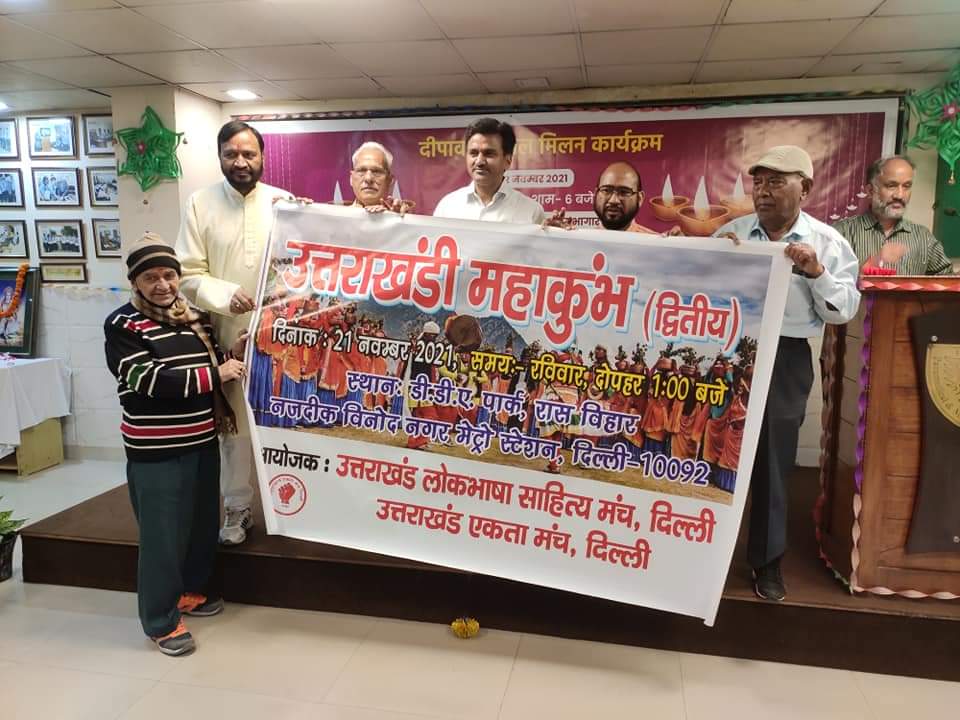 मिलन कार्यक्रम
नवम्बर 2021
6 बजे
उत्तराखंडी महाकुंभ (द्वितीय)
दिनाक : 21 नवम्बर 2021, समय:- रविवार, दोपहर 1:00 बजे
स्थान: डी.डी.ए. पार्क, रास विहार
नजदीक विनोद नगर मेट्रो स्टेशन, दिल्ली-10092
आयोजक : उत्तराखंड लोकभाषा साहित्य मंच, दिल्ली
उत्तराखंड एकता मंच, दिल्ली